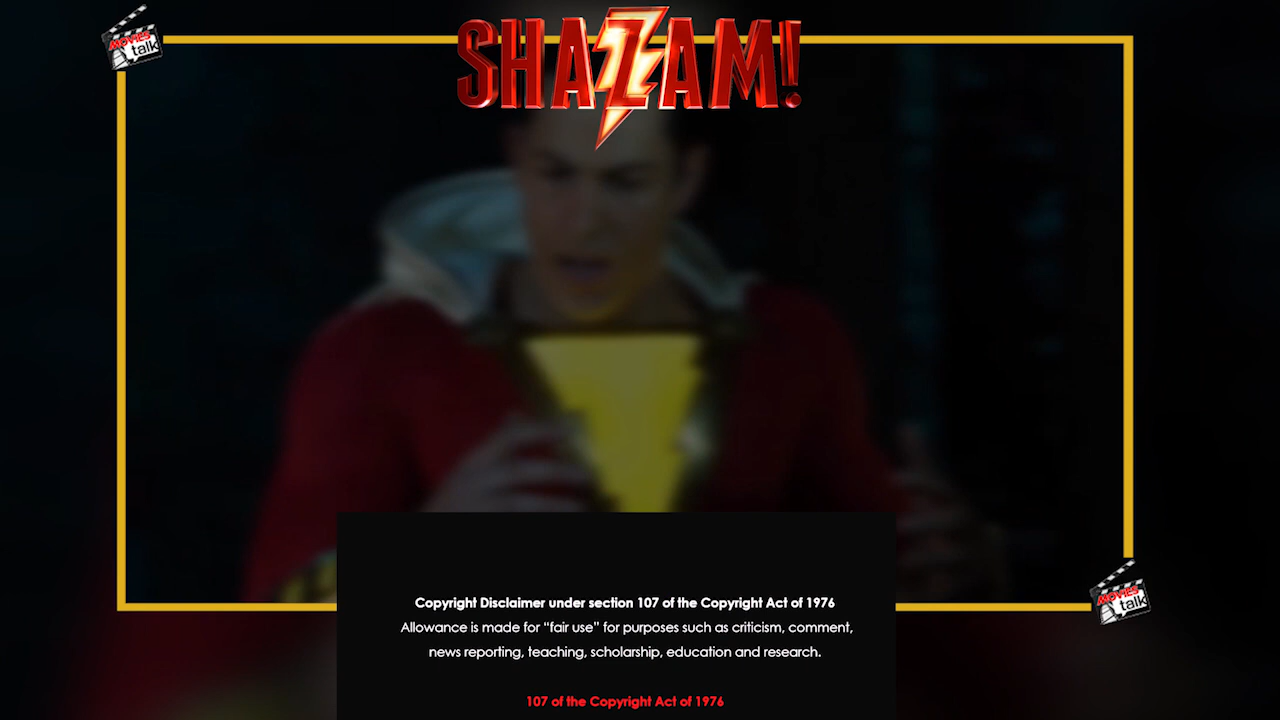 MOVIES
talk
SHAZAM!
MOVIES
talk
Copyright Disclaimer under section 107 of the Copyright Act of 1976
Allowance is made for “fair use” for purposes such as criticism, comment,
news reporting, teaching, scholarship, education and research.
107 of the Copyright Act of 1976